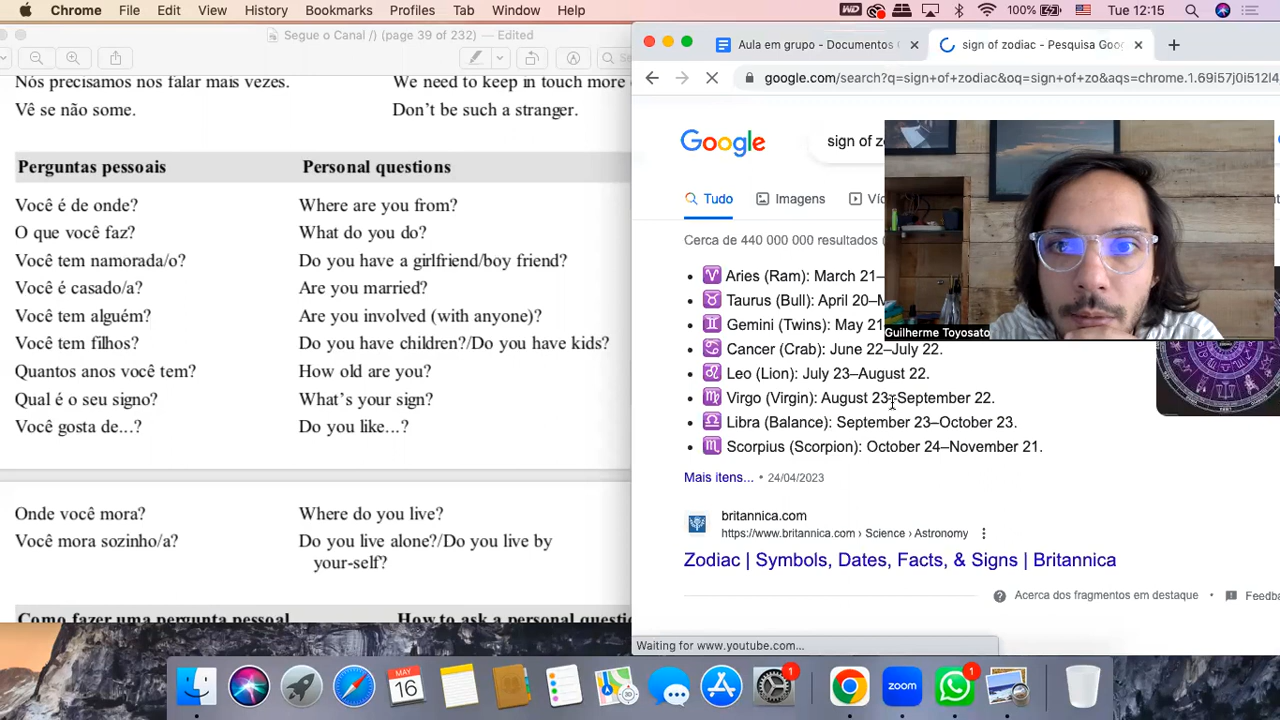 Chrome File Edit View History Bookmarks Profiles Tab Window Help
100% Tue 12:15
Segue o Canal /) (page 39 of 232) — Edited
Nós precisamos nos falar mais vezes. We need to keep in touch more
Vê se não some. Don't be such a stranger.
Perguntas pessoais Personal questions
Você é de onde? Where are you from?
O que você faz? What do you do?
Você tem namorada/o? Do you have a girlfriend/boy friend?
Você é casado/a? Are you married?
Você tem alguém? Are you involved (with anyone)?
Você tem filhos? Do you have children?/Do you have kids?
Quantos anos você tem? How old are you?
Qual é o seu signo? What's your sign?
Você gosta de...? Do you like...?
Onde você mora? Where do you live?
Você mora sozinho/a? Do you live alone?/Do you live by
your-self?
Como fazer uma pergunta pessoal How to ask a personal questi
Aula em grupo - Documentos
sign of zodiac - Pesquisa Goog
google.com/search?q=sign+of+zodiac&oq=sign+of+zo&aqs=chrome.1.69i57j0i512l4
Google
sign of z
Tudo Imagens Ví
Cerca de 440 000 000 resultados (
Aries (Ram): March 21–
Taurus (Bull): April 20–M
Gemini (Twins): May 21
Cancer (Crab): June 22–July 22.
Leo (Lion): July 23–August 22.
Virgo (Virgin): August 23–September 22.
Libra (Balance): September 23–October 23.
Scorpius (Scorpion): October 24–November 21.
Mais itens... • 24/04/2023
britannica.com
https://www.britannica.com › Science › Astronomy
Zodiac | Symbols, Dates, Facts, & Signs | Britannica
Acerca dos fragmentos em destaque • Feedba
Waiting for www.youtube.com...
Guilherme Toyosato
MAY
16
zoom
1
1